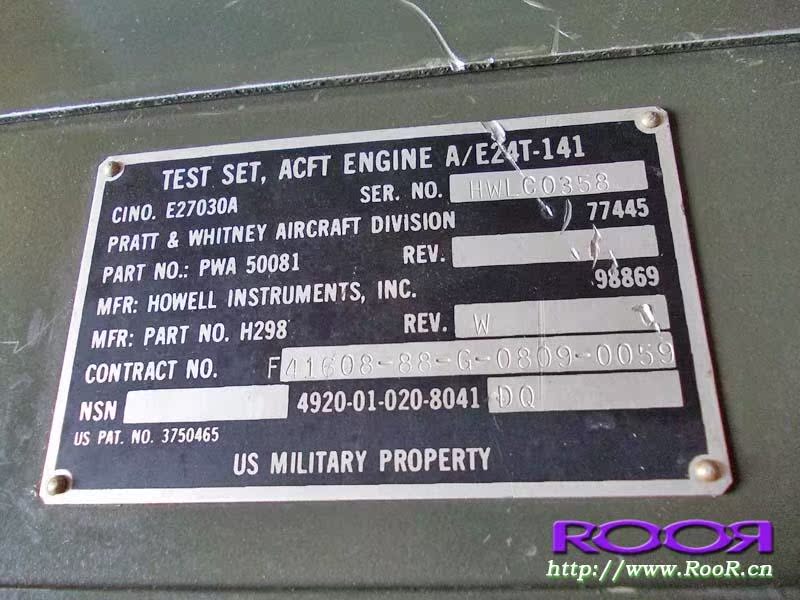 TEST SET, ACFT ENGINE A/E24T-141
CINO. E27030A SER. NO. HWLC0358
PRATT & WHITNEY AIRCRAFT DIVISION 77445
PART NO.: PWA 50081 REV.
MFR: HOWELL INSTRUMENTS, INC. 98869
MFR: PART NO. H298 REV. W
CONTRACT NO. F41608-88-G-0809-0059
NSN 4920-01-020-8041 DQ
US PAT. NO. 3750465
US MILITARY PROPERTY
ROOR
http://www.RooR.cn